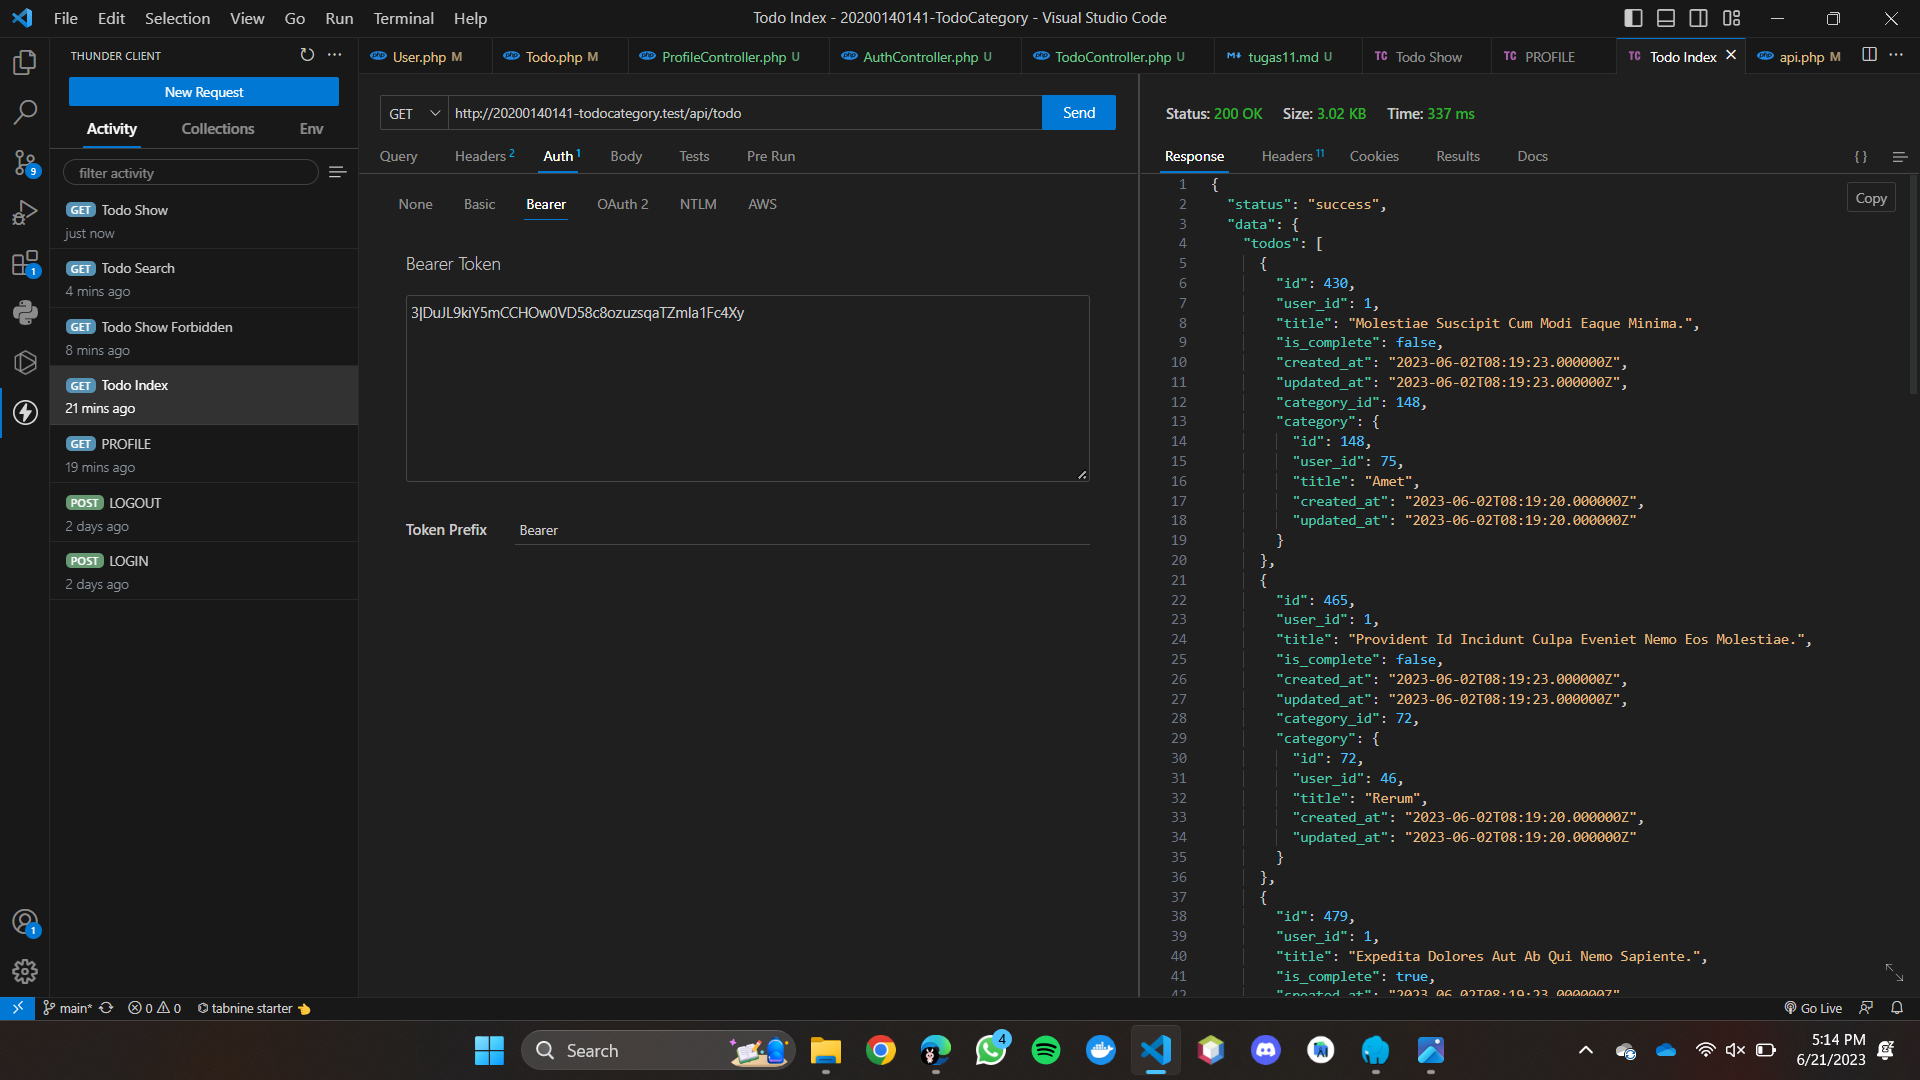 File Edit Selection View Go Run Terminal Help
Todo Index - 20200140141-TodoCategory - Visual Studio Code
THUNDER CLIENT
User.php M
Todo.php M
ProfileController.php U
AuthController.php U
TodoController.php U
tugas11.md U
TC Todo Show
TC PROFILE
TC Todo Index
api.php M
New Request
Activity Collections Env
filter activity
GET Todo Show
just now
GET Todo Search
4 mins ago
GET Todo Show Forbidden
8 mins ago
GET Todo Index
21 mins ago
GET PROFILE
19 mins ago
POST LOGOUT
2 days ago
POST LOGIN
2 days ago
9
1
1
GET http://20200140141-todocategory.test/api/todo Send
Query Headers 2 Auth 1 Body Tests Pre Run
None Basic Bearer OAuth 2 NTLM AWS
Bearer Token
3|DuJL9kiY5mCCHOw0VD58c8ozuzsqaTZmIa1Fc4Xy
Token Prefix Bearer
Status: 200 OK Size: 3.02 KB Time: 337 ms
Response Headers 11 Cookies Results Docs { }
Copy
1 {
2 "status": "success",
3 "data": {
4 "todos": [
5 {
6 "id": 430,
7 "user_id": 1,
8 "title": "Molestiae Suscipit Cum Modi Eaque Minima.",
9 "is_complete": false,
10 "created_at": "2023-06-02T08:19:23.000000Z",
11 "updated_at": "2023-06-02T08:19:23.000000Z",
12 "category_id": 148,
13 "category": {
14 "id": 148,
15 "user_id": 75,
16 "title": "Amet",
17 "created_at": "2023-06-02T08:19:20.000000Z",
18 "updated_at": "2023-06-02T08:19:20.000000Z"
19 }
20 },
21 {
22 "id": 465,
23 "user_id": 1,
24 "title": "Provident Id Incidunt Culpa Eveniet Nemo Eos Molestiae.",
25 "is_complete": false,
26 "created_at": "2023-06-02T08:19:23.000000Z",
27 "updated_at": "2023-06-02T08:19:23.000000Z",
28 "category_id": 72,
29 "category": {
30 "id": 72,
31 "user_id": 46,
32 "title": "Rerum",
33 "created_at": "2023-06-02T08:19:20.000000Z",
34 "updated_at": "2023-06-02T08:19:20.000000Z"
35 }
36 },
37 {
38 "id": 479,
39 "user_id": 1,
40 "title": "Expedita Dolores Aut Ab Qui Nemo Sapiente.",
41 "is_complete": true,
42 "created_at": "2023-06-02T08:19:23.000000Z"
main* 0 0 tabnine starter
Go Live
Search
4
5:14 PM
6/21/2023